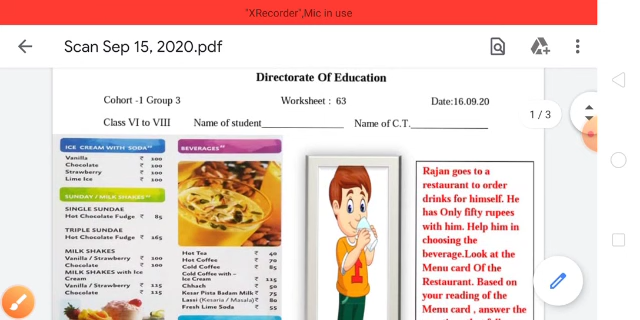 "XRecorder",Mic in use
Scan Sep 15, 2020.pdf
Directorate Of Education
Cohort -1 Group 3
Worksheet : 63
Date:16.09.20
Class VI to VIII
Name of student
Name of C.T.
1 / 3
ICE CREAM WITH SODA
Vanilla ₹ 100
Chocolate ₹ 100
Strawberry ₹ 100
Lime Ice ₹ 100
SUNDAY / MILK SHAKES
SINGLE SUNDAE
Hot Chocolate Fudge ₹ 85
TRIPLE SUNDAE
Hot Chocolate Fudge ₹ 165
MILK SHAKES
Vanilla / Strawberry ₹ 100
Chocolate ₹ 100
MILK SHAKES with Ice
Cream
Vanilla / Strawberry ₹ 115
Chocolate ₹ 115
BEVERAGES
Hot Tea ₹ 40
Hot Coffee ₹ 70
Cold Coffee ₹ 85
Cold Coffee with -
Ice Cream ₹ 115
Chhach ₹ 50
Kesar Pista Badam Milk ₹ 75
Lassi (Kesaria / Masala) ₹ 80
Fresh Lime Soda ₹ 55
Rajan goes to a
restaurant to order
drinks for himself. He
has Only fifty rupees
with him. Help him in
choosing the
beverage.Look at the
Menu card Of the
Restaurant. Based on
your reading of the
Menu card , answer the